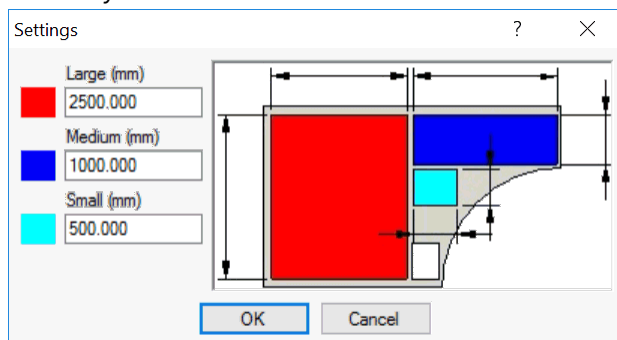 Settings
?
Large (mm)
2500.000
Medium (mm)
1000.000
Small (mm)
500.000
OK
Cancel